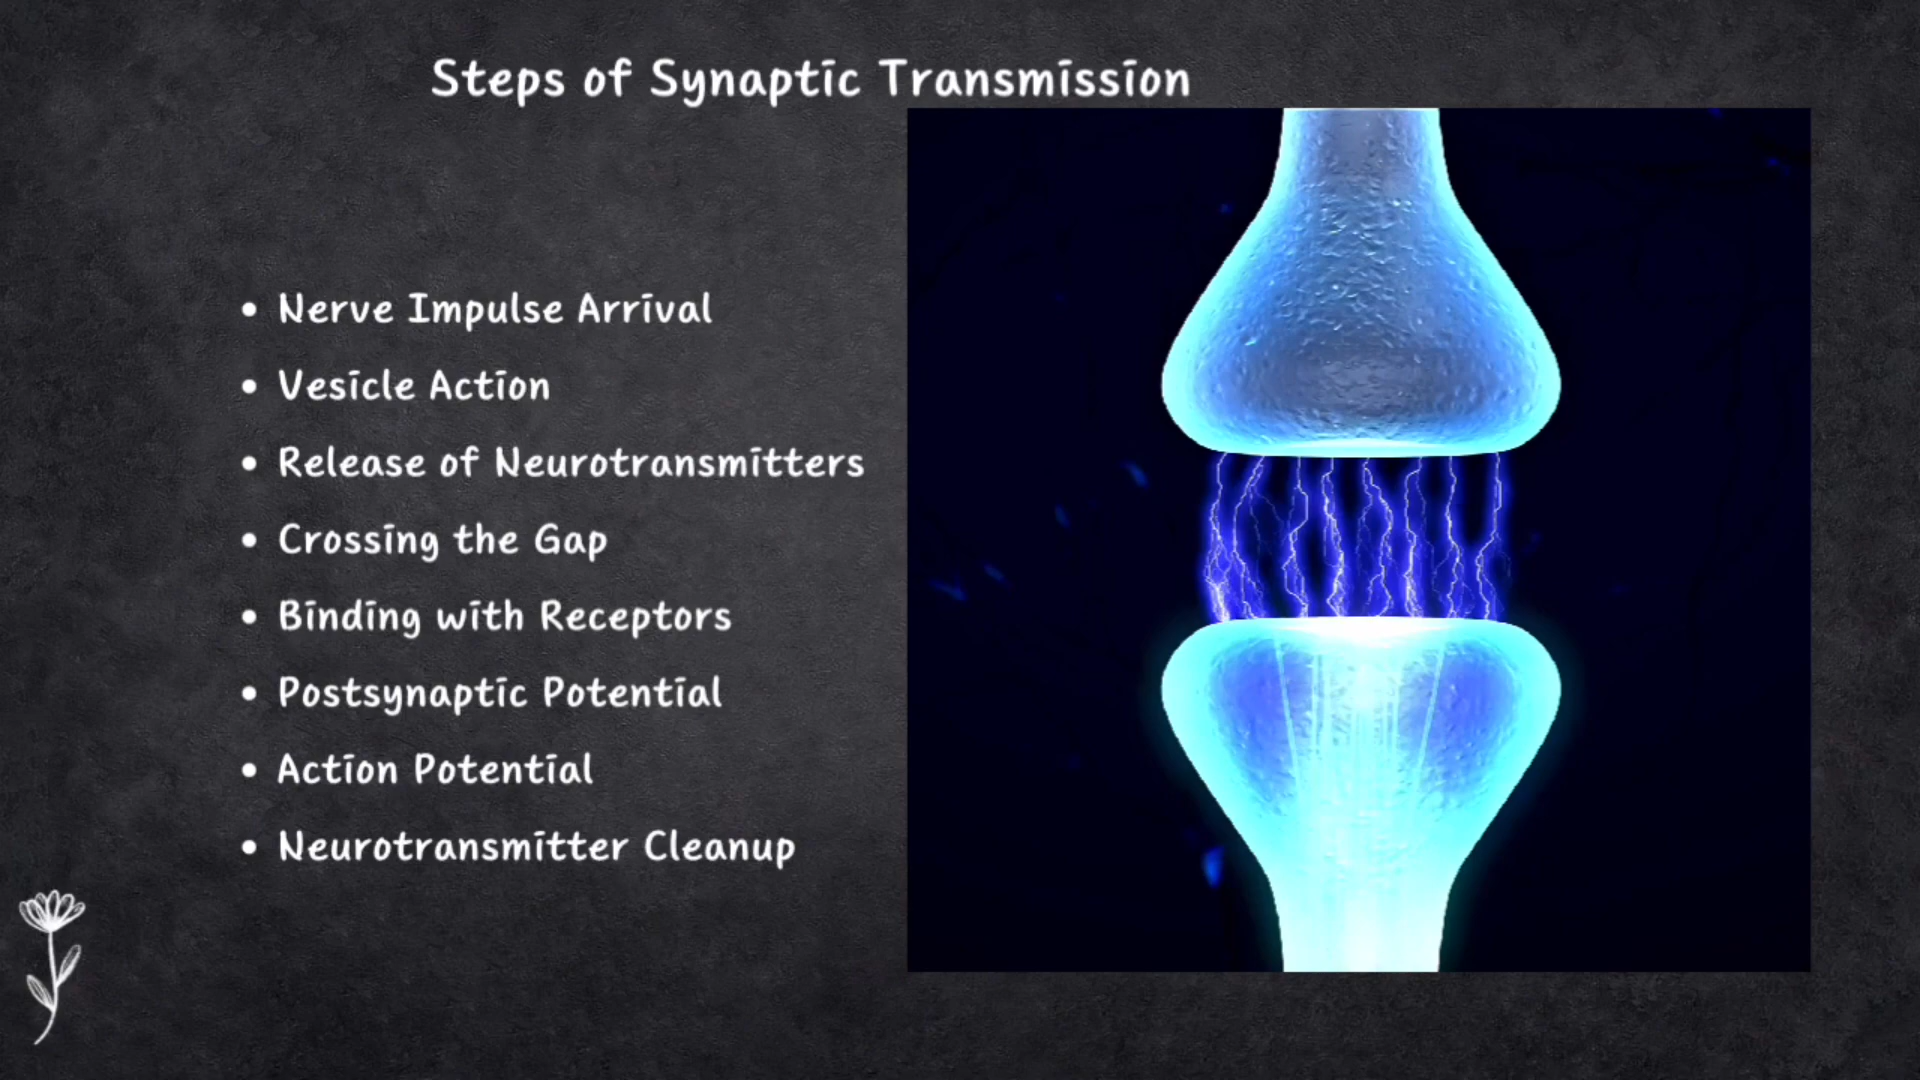 Steps of Synaptic Transmission
• Nerve Impulse Arrival
• Vesicle Action
• Release of Neurotransmitters
• Crossing the Gap
• Binding with Receptors
• Postsynaptic Potential
• Action Potential
• Neurotransmitter Cleanup